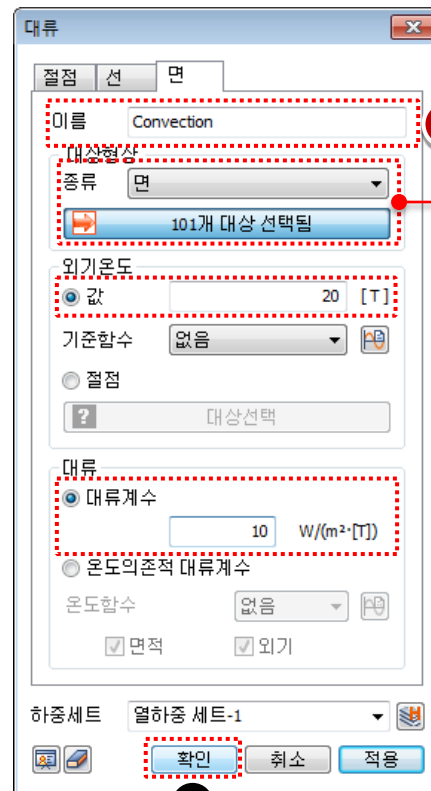 대류
절점 선 면
이름 Convection
대상형상
종류 면
101개 대상 선택됨
외기온도
값 20 [T]
기준함수 없음
절점
? 대상선택
대류
대류계수
10 W/(m²·[T])
온도의존적 대류계수
온도함수 없음
면적 외기
하중세트 열하중 세트-1
확인 취소 적용